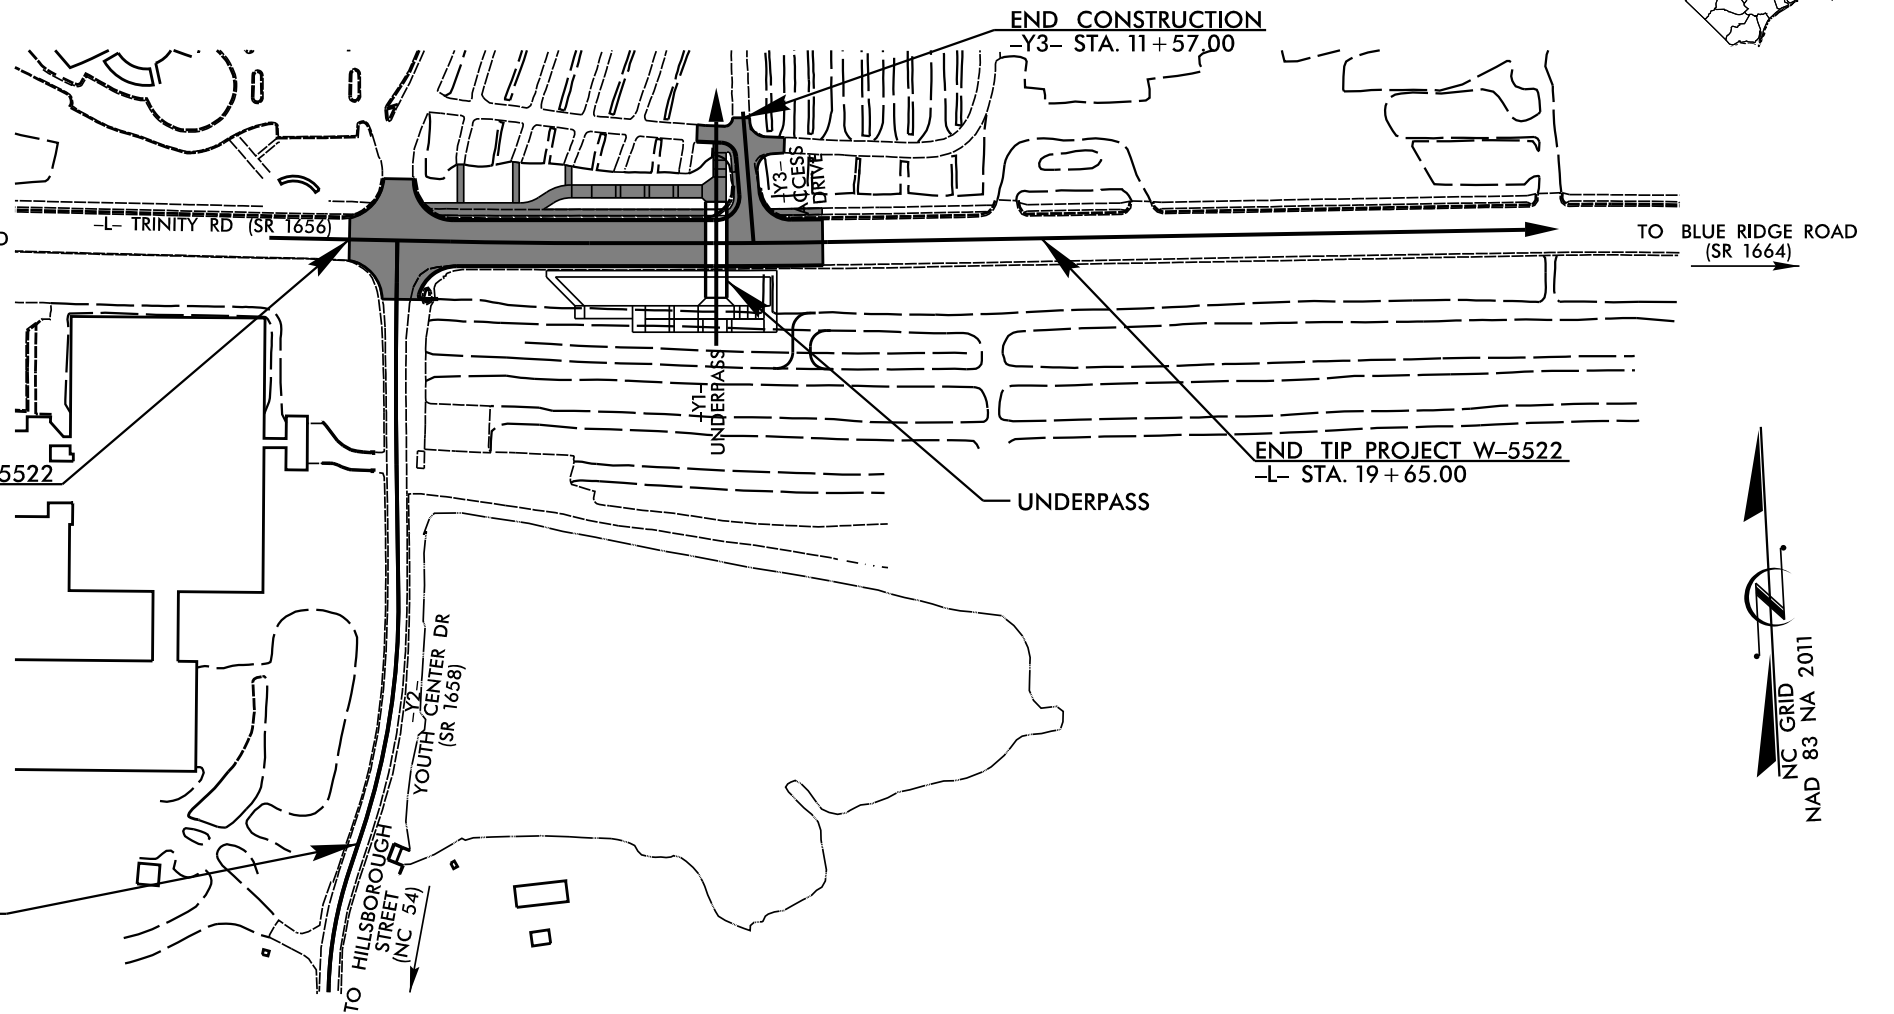 END CONSTRUCTION
–Y3– STA. 11+57.00
–Y3–
ACCESS
DRIVE
–L– TRINITY RD (SR 1656)
TO BLUE RIDGE ROAD
(SR 1664)
–Y1–
UNDERPASS
5522
END TIP PROJECT W–5522
–L– STA. 19+65.00
UNDERPASS
–Y2–
YOUTH CENTER DR
(SR 1658)
NC GRID
NAD 83 NA 2011
TO HILLSBOROUGH
STREET
(NC 54)